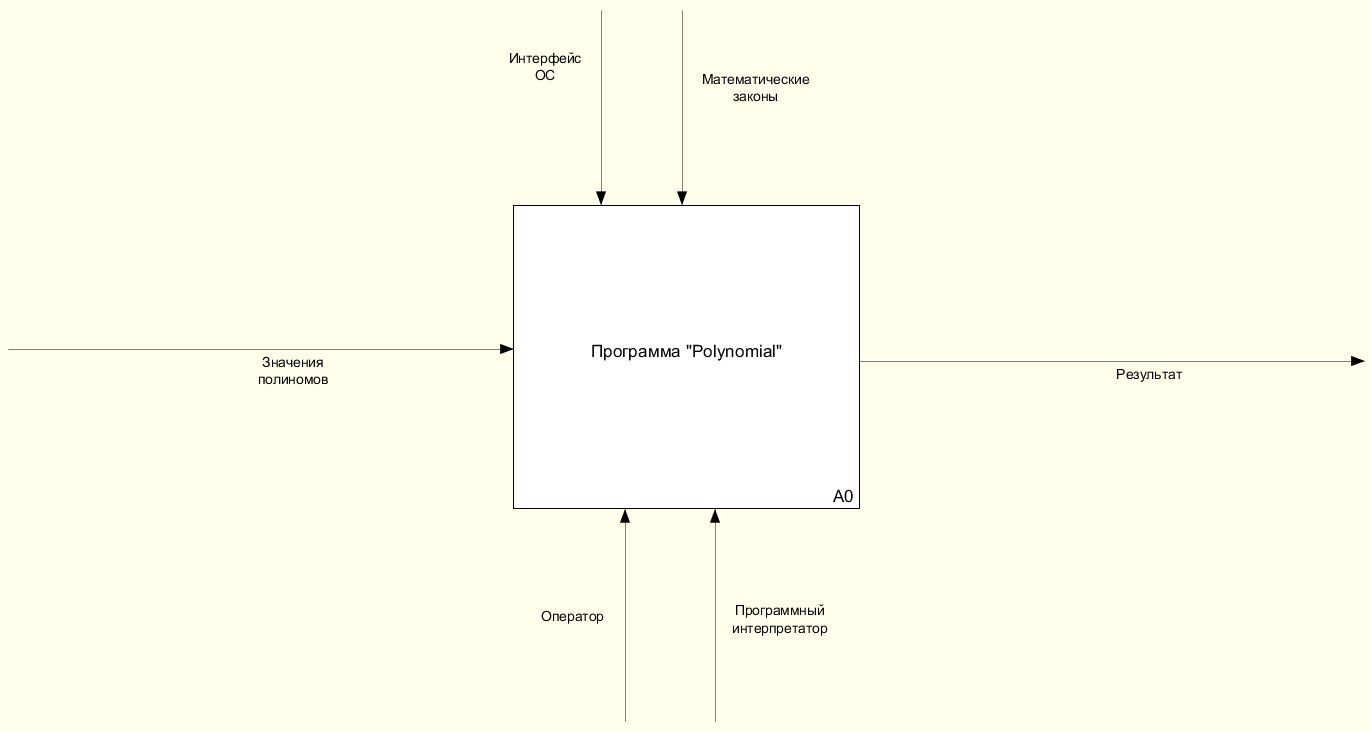 Интерфейс
ОС
Математические
законы
Программа "Polynomial"
Значения
полиномов
Результат
A0
Оператор
Программный
интерпретатор